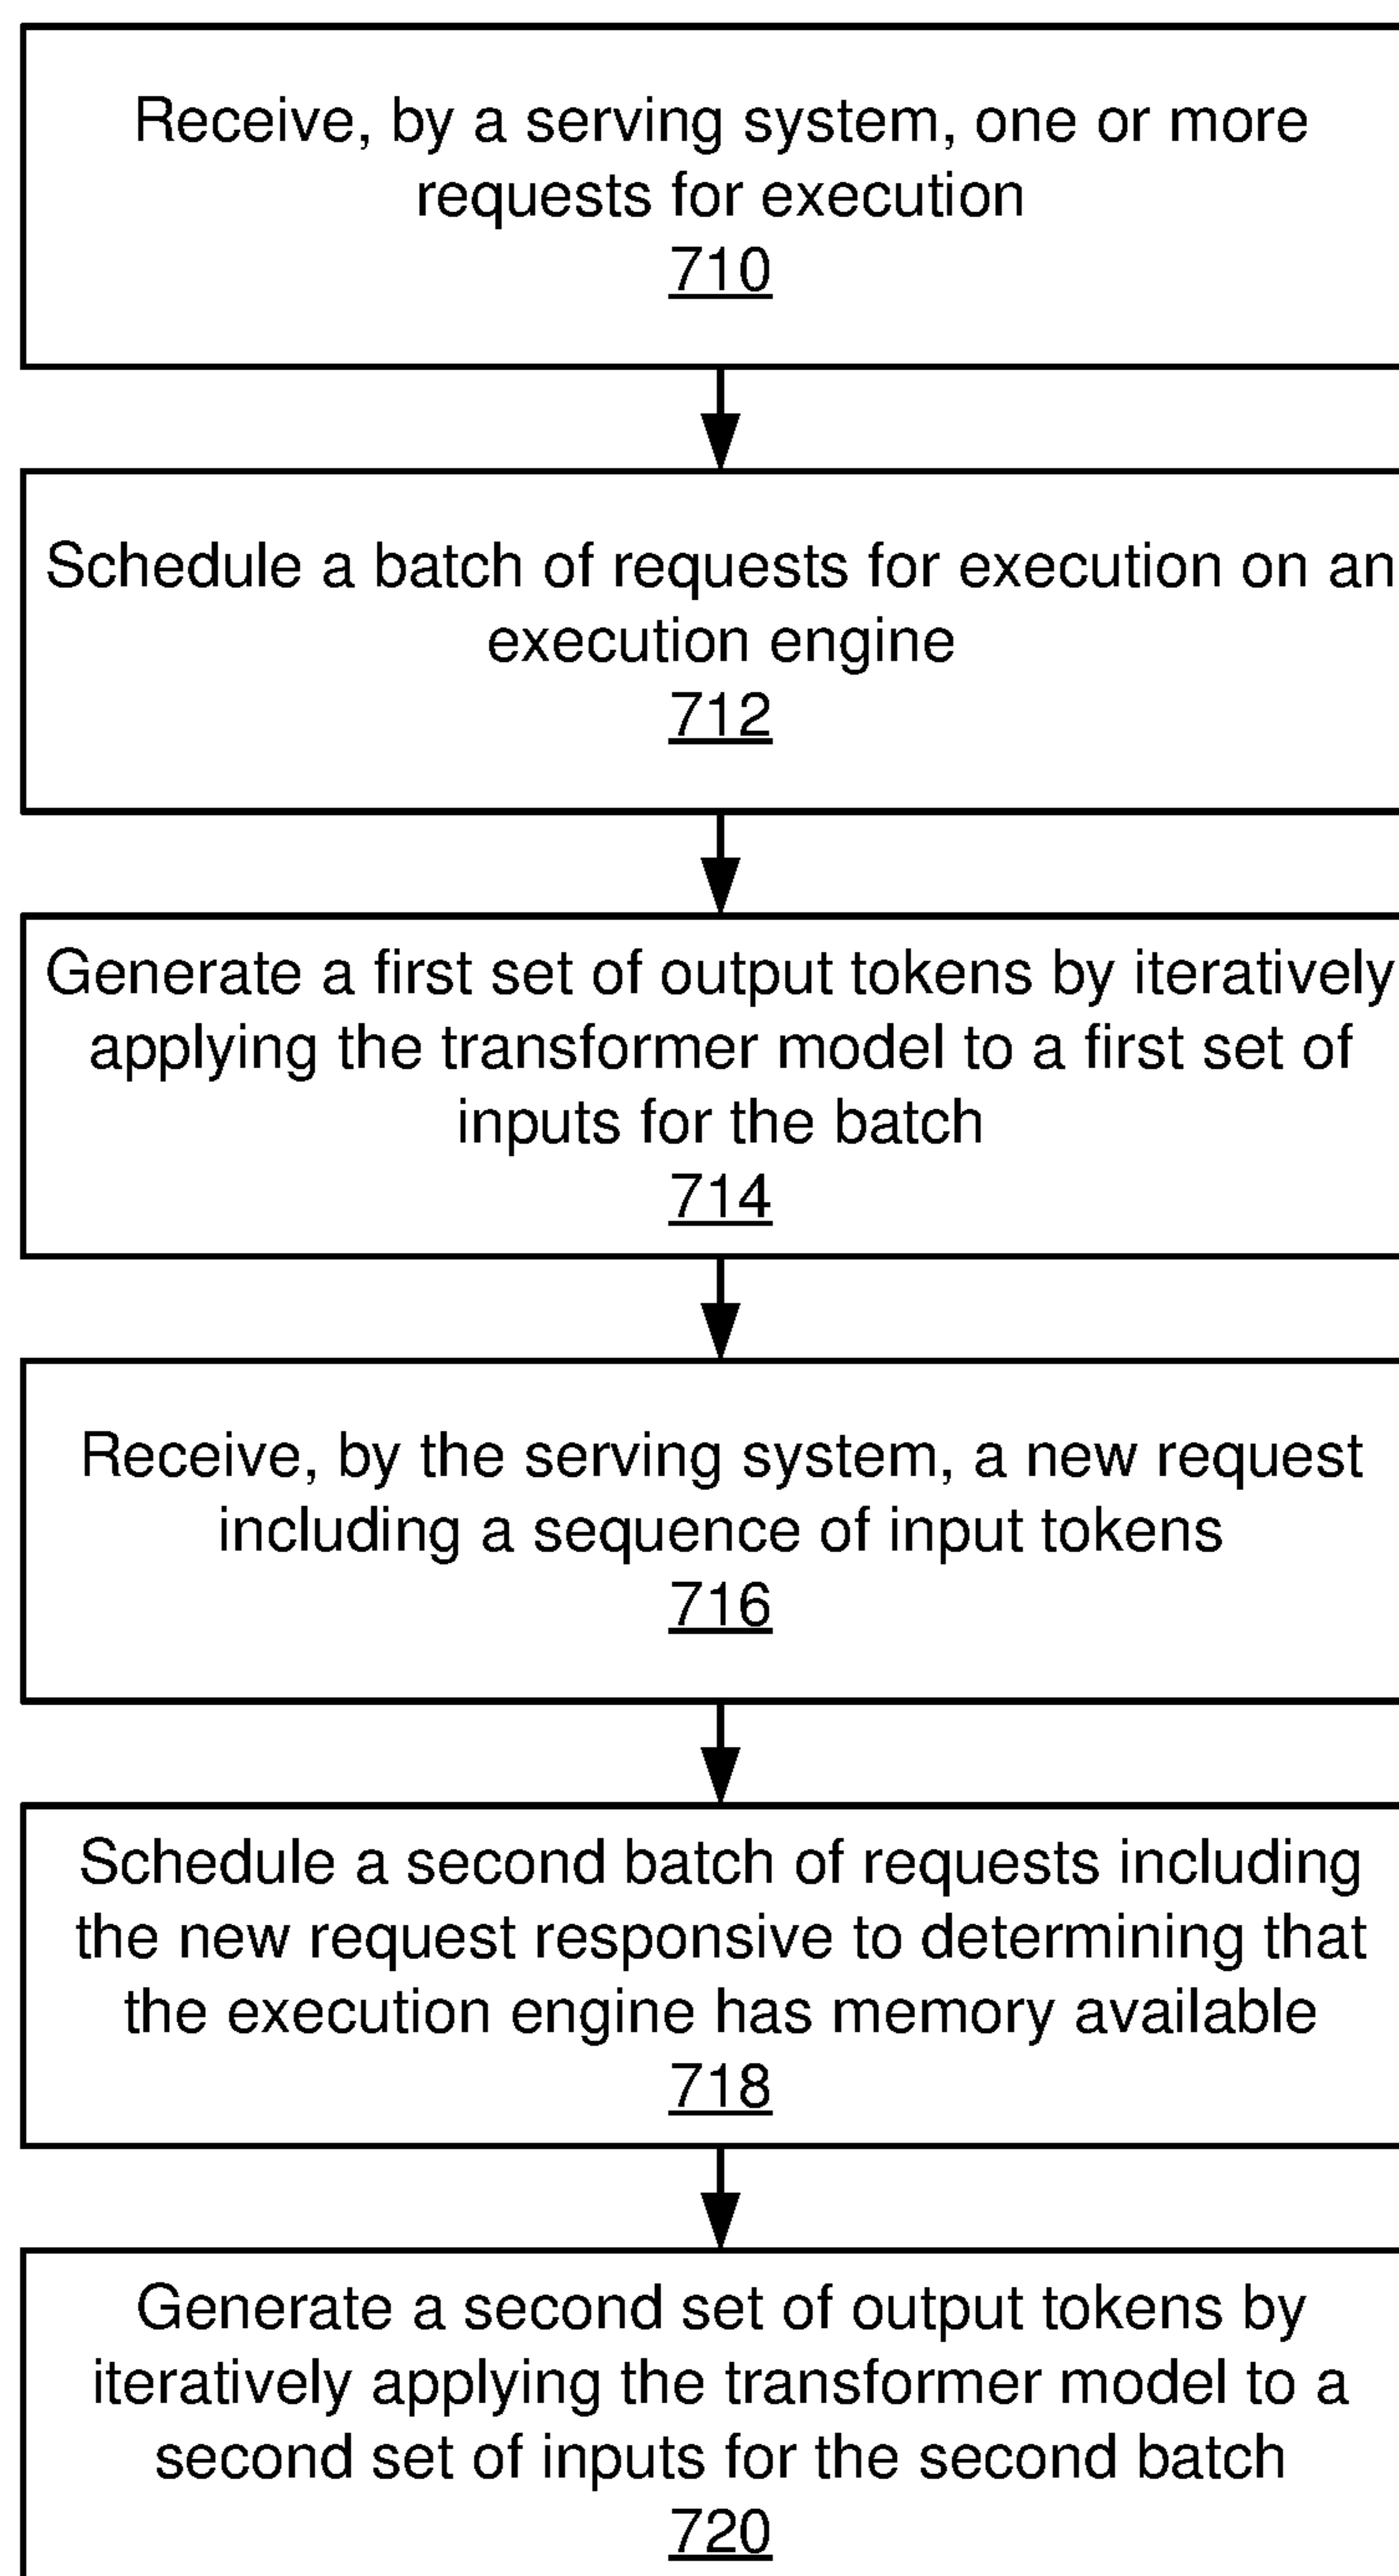 Receive, by a serving system, one or more
requests for execution
710
Schedule a batch of requests for execution on an
execution engine
712
Generate a first set of output tokens by iteratively
applying the transformer model to a first set of
inputs for the batch
714
Receive, by the serving system, a new request
including a sequence of input tokens
716
Schedule a second batch of requests including
the new request responsive to determining that
the execution engine has memory available
718
Generate a second set of output tokens by
iteratively applying the transformer model to a
second set of inputs for the second batch
720